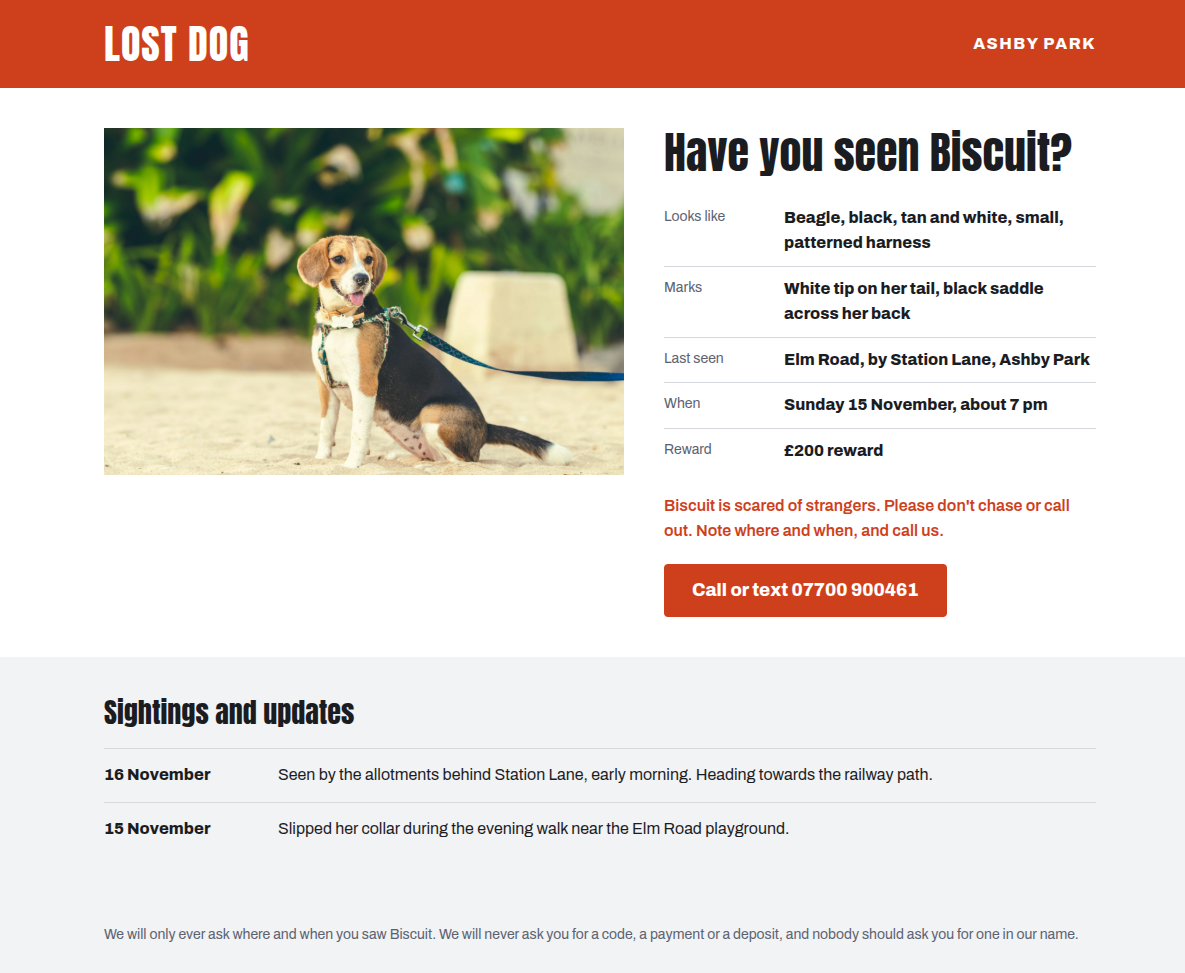 LOST DOG
ASHBY PARK
Have you seen Biscuit?
Looks like
Beagle, black, tan and white, small,
patterned harness
Marks
White tip on her tail, black saddle
across her back
Last seen
Elm Road, by Station Lane, Ashby Park
When
Sunday 15 November, about 7 pm
Reward
£200 reward
Biscuit is scared of strangers. Please don't chase or call
out. Note where and when, and call us.
Call or text 07700 900461
Sightings and updates
16 November
Seen by the allotments behind Station Lane, early morning. Heading towards the railway path.
15 November
Slipped her collar during the evening walk near the Elm Road playground.
We will only ever ask where and when you saw Biscuit. We will never ask you for a code, a payment or a deposit, and nobody should ask you for one in our name.